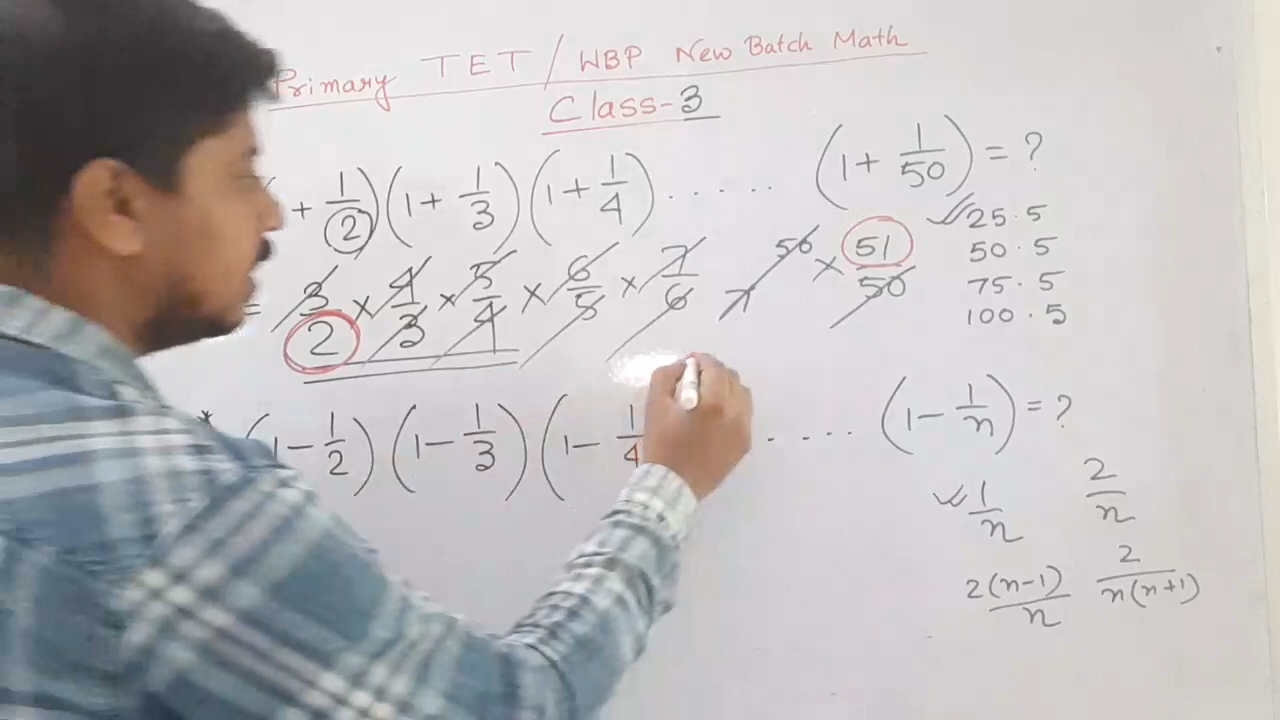 Primary TET / WBP New Batch Math
Class-3
+ 1/2) (1 + 1/3) (1 + 1/4) ..... (1 + 1/50) = ?
= 3/2 × 4/3 × 5/4 × 6/5 × 7/6 50 × 51/50
25.5
50.5
75.5
100.5
* (1 - 1/2) (1 - 1/3) (1 - 1/4 .... (1 - 1/n) = ?
1/n 2/n
2(n-1)/n 2/n(n+1)